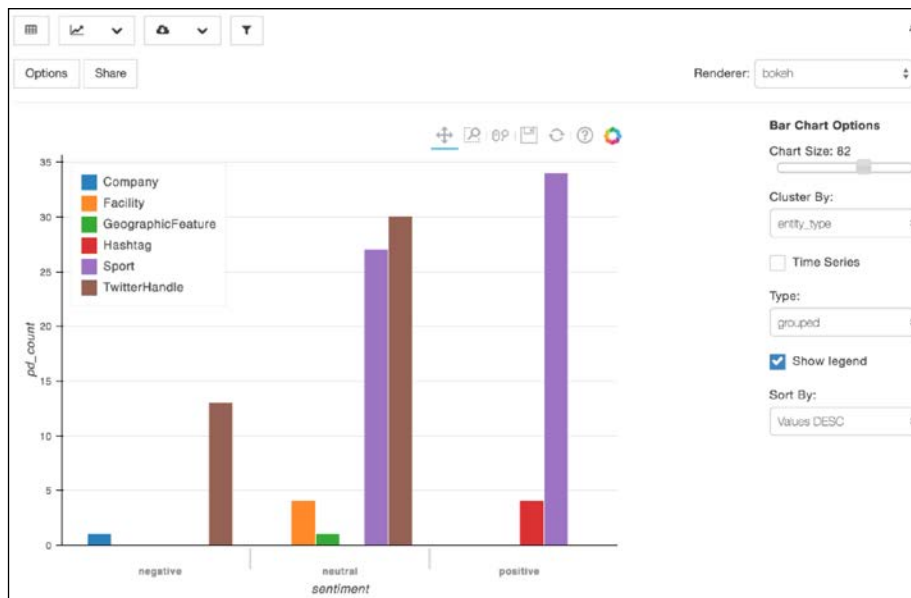 Options
Share
Renderer:
bokeh
Bar Chart Options
Chart Size: 82
Cluster By:
entity_type
Time Series
Type:
grouped
Show legend
Sort By:
Values DESC
35
30
25
20
15
10
5
0
pd_count
Company
Facility
GeographicFeature
Hashtag
Sport
TwitterHandle
negative
neutral
positive
sentiment